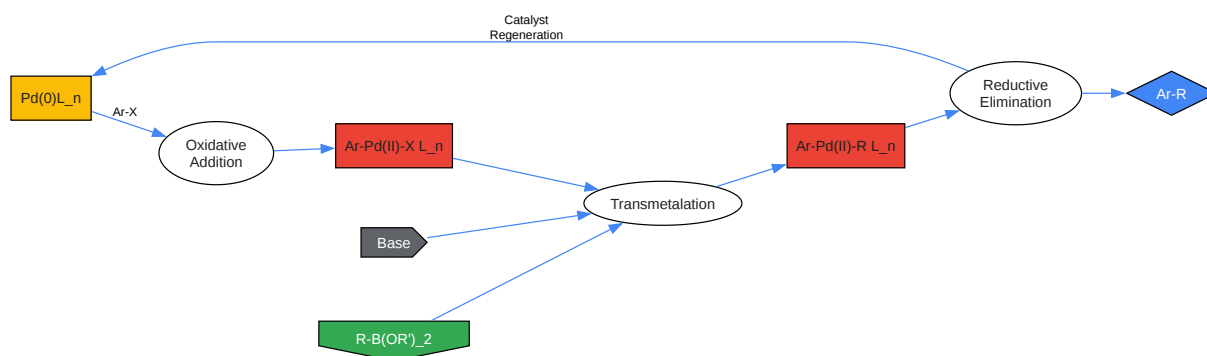 Catalyst
Regeneration
Pd(0)L_n
Ar-X
Oxidative
Addition
Ar-Pd(II)-X L_n
Base
R-B(OR')_2
Transmetalation
Ar-Pd(II)-R L_n
Reductive
Elimination
Ar-R